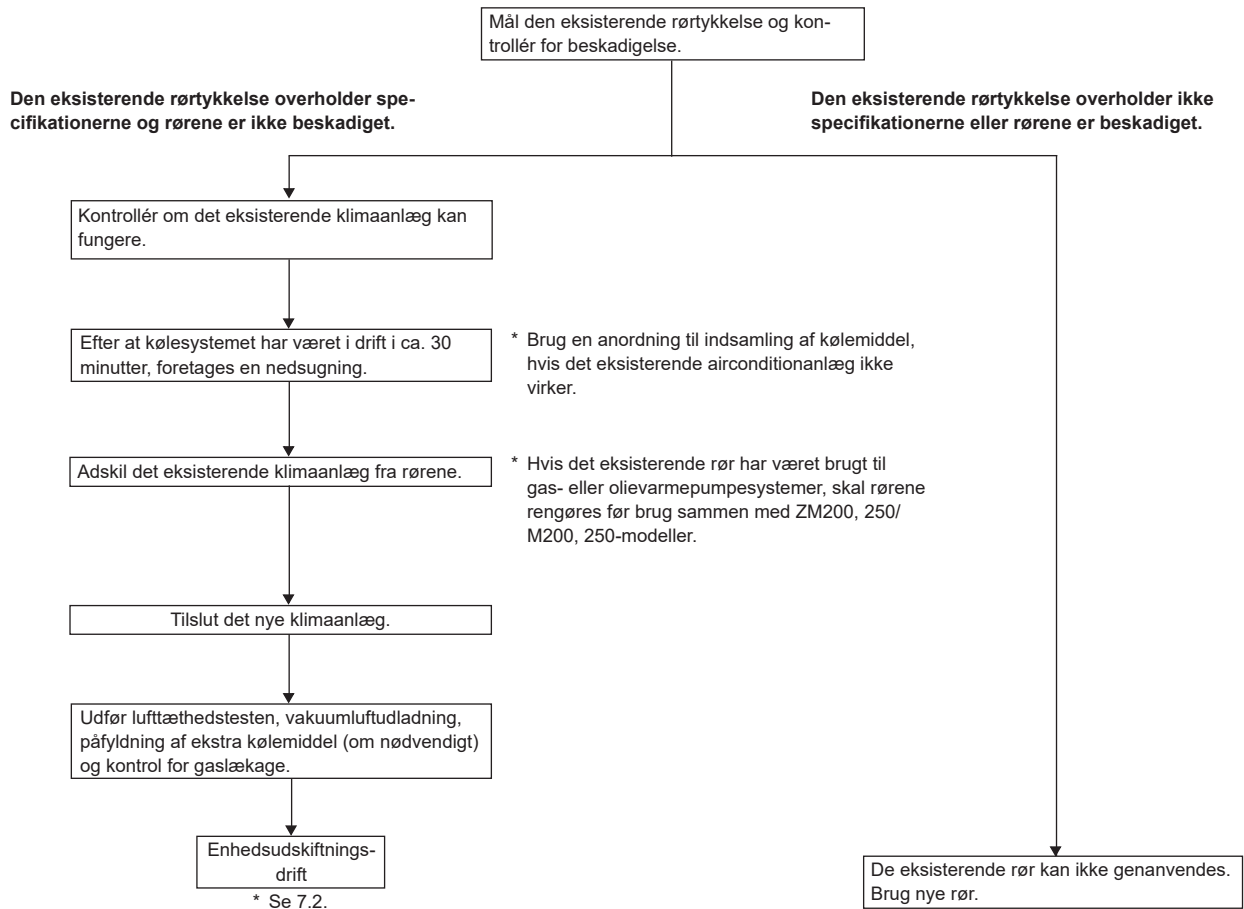 Mål den eksisterende rørtykkelse og kon-
trollér for beskadigelse.
Den eksisterende rørtykkelse overholder spe-
cifikationerne og rørene er ikke beskadiget.
Den eksisterende rørtykkelse overholder ikke
specifikationerne eller rørene er beskadiget.
Kontrollér om det eksisterende klimaanlæg kan
fungere.
Efter at kølesystemet har været i drift i ca. 30
minutter, foretages en nedsugning.
* Brug en anordning til indsamling af kølemiddel,
hvis det eksisterende airconditionanlæg ikke
virker.
Adskil det eksisterende klimaanlæg fra rørene.
* Hvis det eksisterende rør har været brugt til
gas- eller olievarmepumpesystemer, skal rørene
rengøres før brug sammen med ZM200, 250/
M200, 250-modeller.
Tilslut det nye klimaanlæg.
Udfør lufttæthedstesten, vakuumluftudladning,
påfyldning af ekstra kølemiddel (om nødvendigt)
og kontrol for gaslækage.
Enhedsudskiftnings-
drift
* Se 7.2.
De eksisterende rør kan ikke genanvendes.
Brug nye rør.